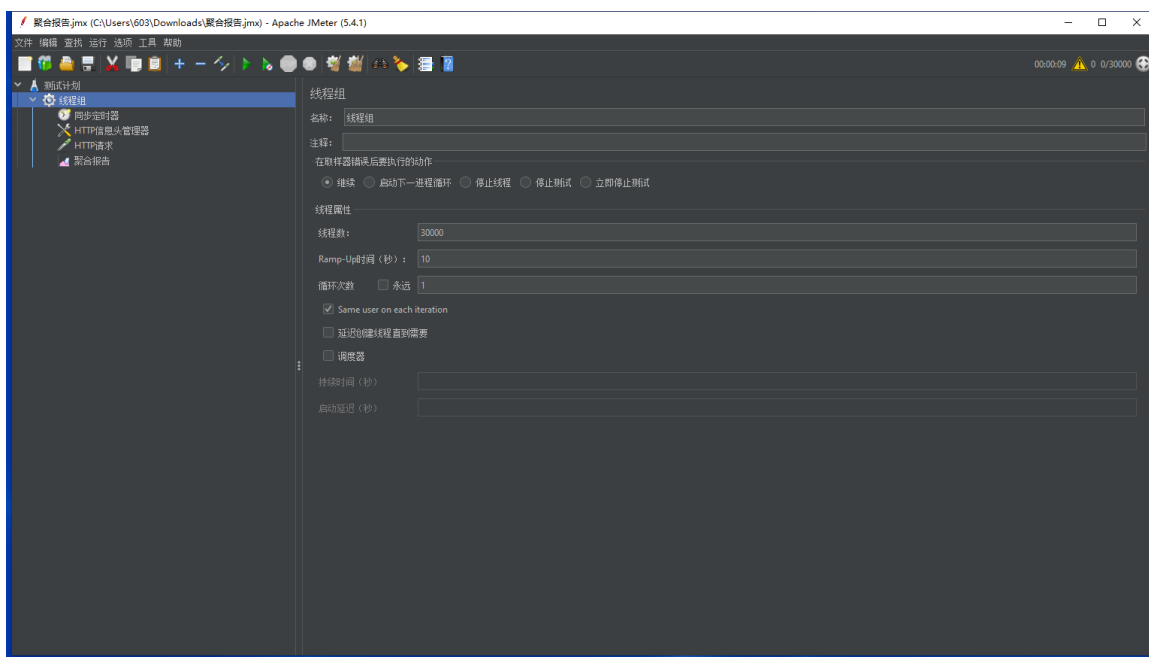 聚合报告.jmx (C:\Users\603\Downloads\聚合报告.jmx) - Apache JMeter (5.4.1)
文件 编辑 查找 运行 选项 工具 帮助
00:00:09 0 0/30000
测试计划
线程组
同步定时器
HTTP信息头管理器
HTTP请求
聚合报告
线程组
名称: 线程组
注释:
在取样器错误后要执行的动作
继续 启动下一进程循环 停止线程 停止测试 立即停止测试
线程属性
线程数: 30000
Ramp-Up时间(秒): 10
循环次数 永远 1
Same user on each iteration
延迟创建线程直到需要
调度器
持续时间(秒)
启动延迟(秒)